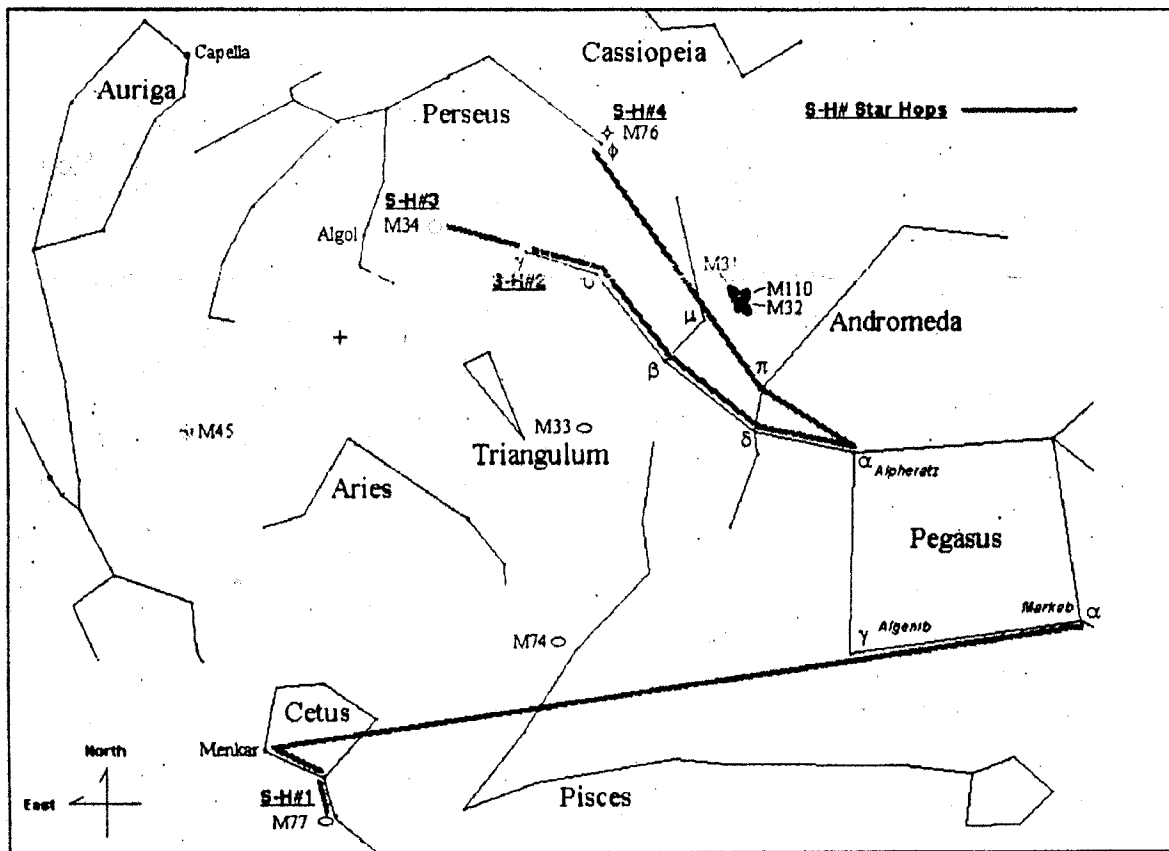 Cassiopeia
Capella
Auriga
Perseus
S-H#4
M76
ϕ
S-H# Star Hops
S-H#3
M34
Algol
γ
S-H#2
υ
M31
M110
M32
μ
Andromeda
β
π
M45
M33
δ
Triangulum
α Alpheratz
Aries
Pegasus
Markab α
γ Algenib
M74
Cetus
Menkar
North
East
S-H#1
M77
Pisces